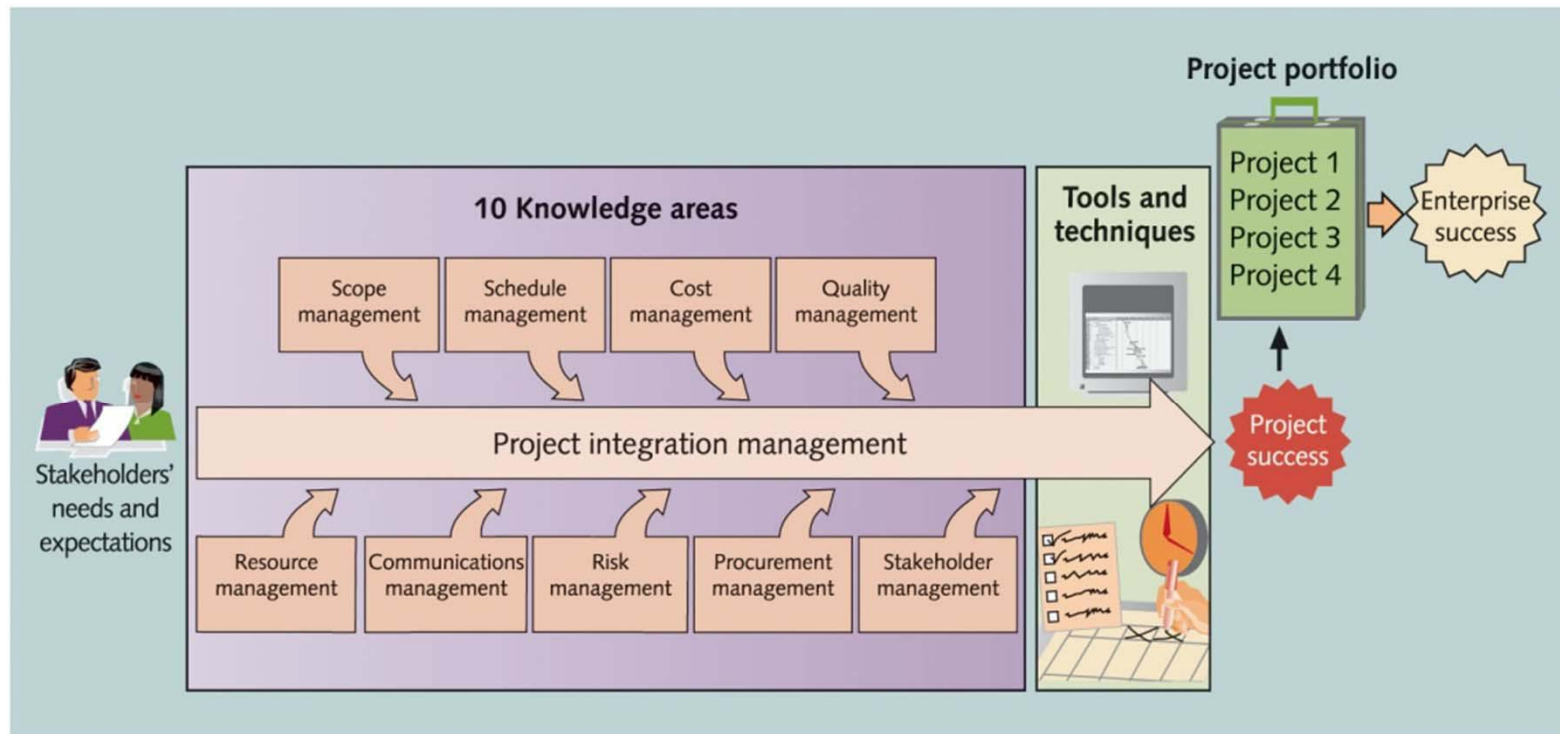 Project portfolio
Project 1
Project 2
Project 3
Project 4
Enterprise
success
10 Knowledge areas
Tools and
techniques
Scope
management
Schedule
management
Cost
management
Quality
management
Stakeholders'
needs and
expectations
Project integration management
Project
success
Resource
management
Communications
management
Risk
management
Procurement
management
Stakeholder
management